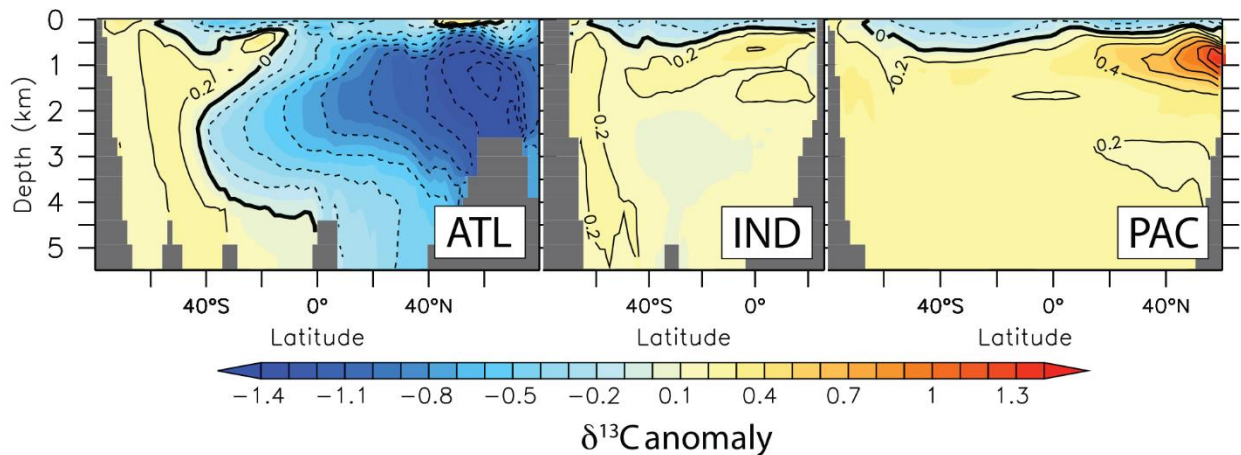 0
1
2
3
4
5
Depth (km)
0.2
0
ATL
0.2
0.2
0.2
IND
0
0.2
0.4
0.2
PAC
40°S 0° 40°N
40°S 0°
40°S 0° 40°N
Latitude Latitude Latitude
−1.4 −1.1 −0.8 −0.5 −0.2 0.1 0.4 0.7 1 1.3
δ¹³C anomaly